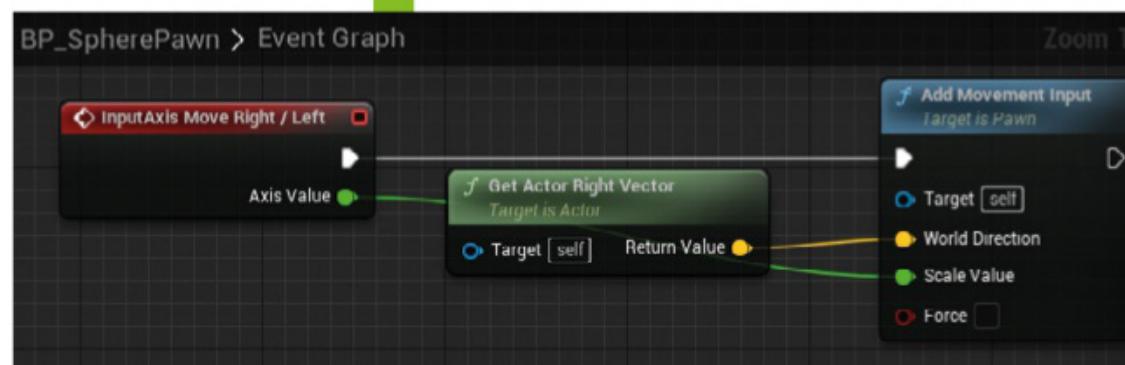 BP_SpherePawn > Event Graph
Zoom
InputAxis Move Right / Left
Axis Value
f Get Actor Right Vector
Target is Actor
Target self
Return Value
f Add Movement Input
Target is Pawn
Target self
World Direction
Scale Value
Force